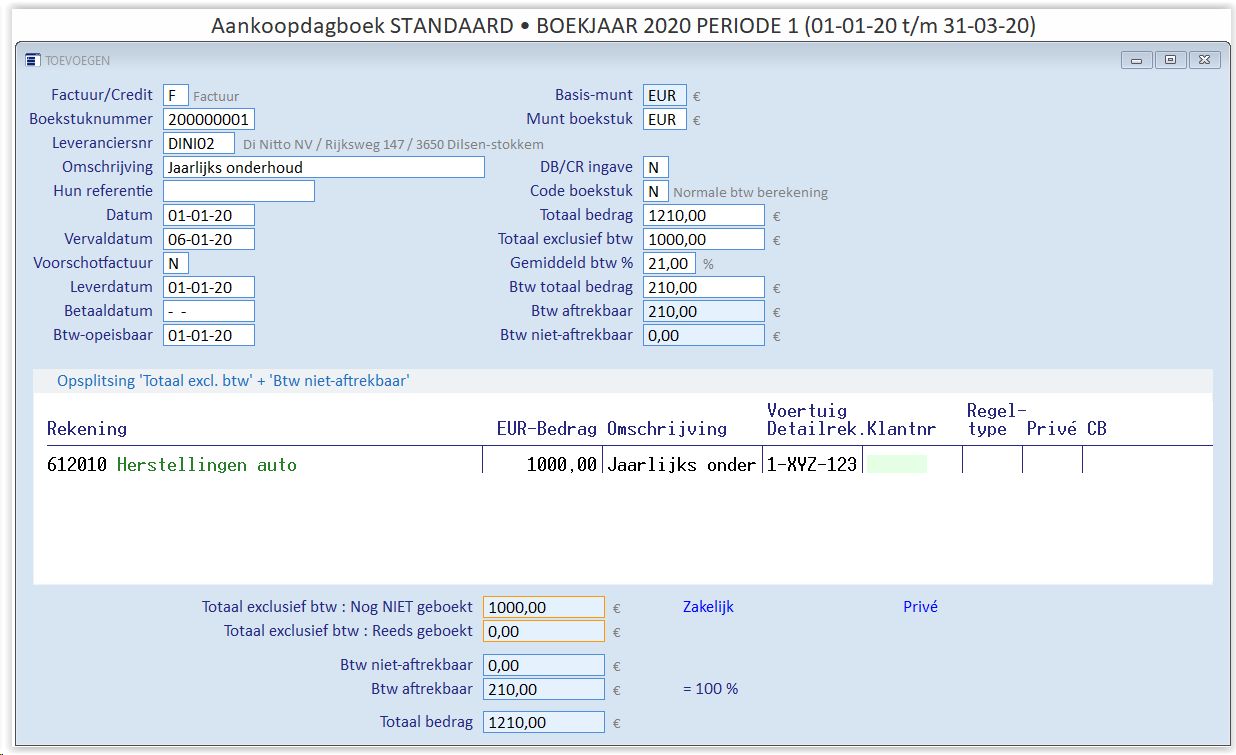 Aankoopdagboek STANDAARD • BOEKJAAR 2020 PERIODE 1 (01-01-20 t/m 31-03-20)
TOEVOEGEN
Factuur/Credit F Factuur Basis-munt EUR €
Boekstuknummer 200000001 Munt boekstuk EUR €
Leveranciersnr DINI02 Di Nitto NV / Rijksweg 147 / 3650 Dilsen-stokkem
Omschrijving Jaarlijks onderhoud DB/CR ingave N
Hun referentie Code boekstuk N Normale btw berekening
Datum 01-01-20 Totaal bedrag 1210,00 €
Vervaldatum 06-01-20 Totaal exclusief btw 1000,00 €
Voorschotfactuur N Gemiddeld btw % 21,00 %
Leverdatum 01-01-20 Btw totaal bedrag 210,00 €
Betaaldatum - - Btw aftrekbaar 210,00 €
Btw-opeisbaar 01-01-20 Btw niet-aftrekbaar 0,00 €
Opsplitsing 'Totaal excl. btw' + 'Btw niet-aftrekbaar'
Voertuig Regel-
Rekening EUR-Bedrag Omschrijving Detailrek.Klantnr type Privé CB
612010 Herstellingen auto 1000,00 Jaarlijks onder 1-XYZ-123
Totaal exclusief btw : Nog NIET geboekt 1000,00 € Zakelijk Privé
Totaal exclusief btw : Reeds geboekt 0,00 €
Btw niet-aftrekbaar 0,00 €
Btw aftrekbaar 210,00 € = 100 %
Totaal bedrag 1210,00 €